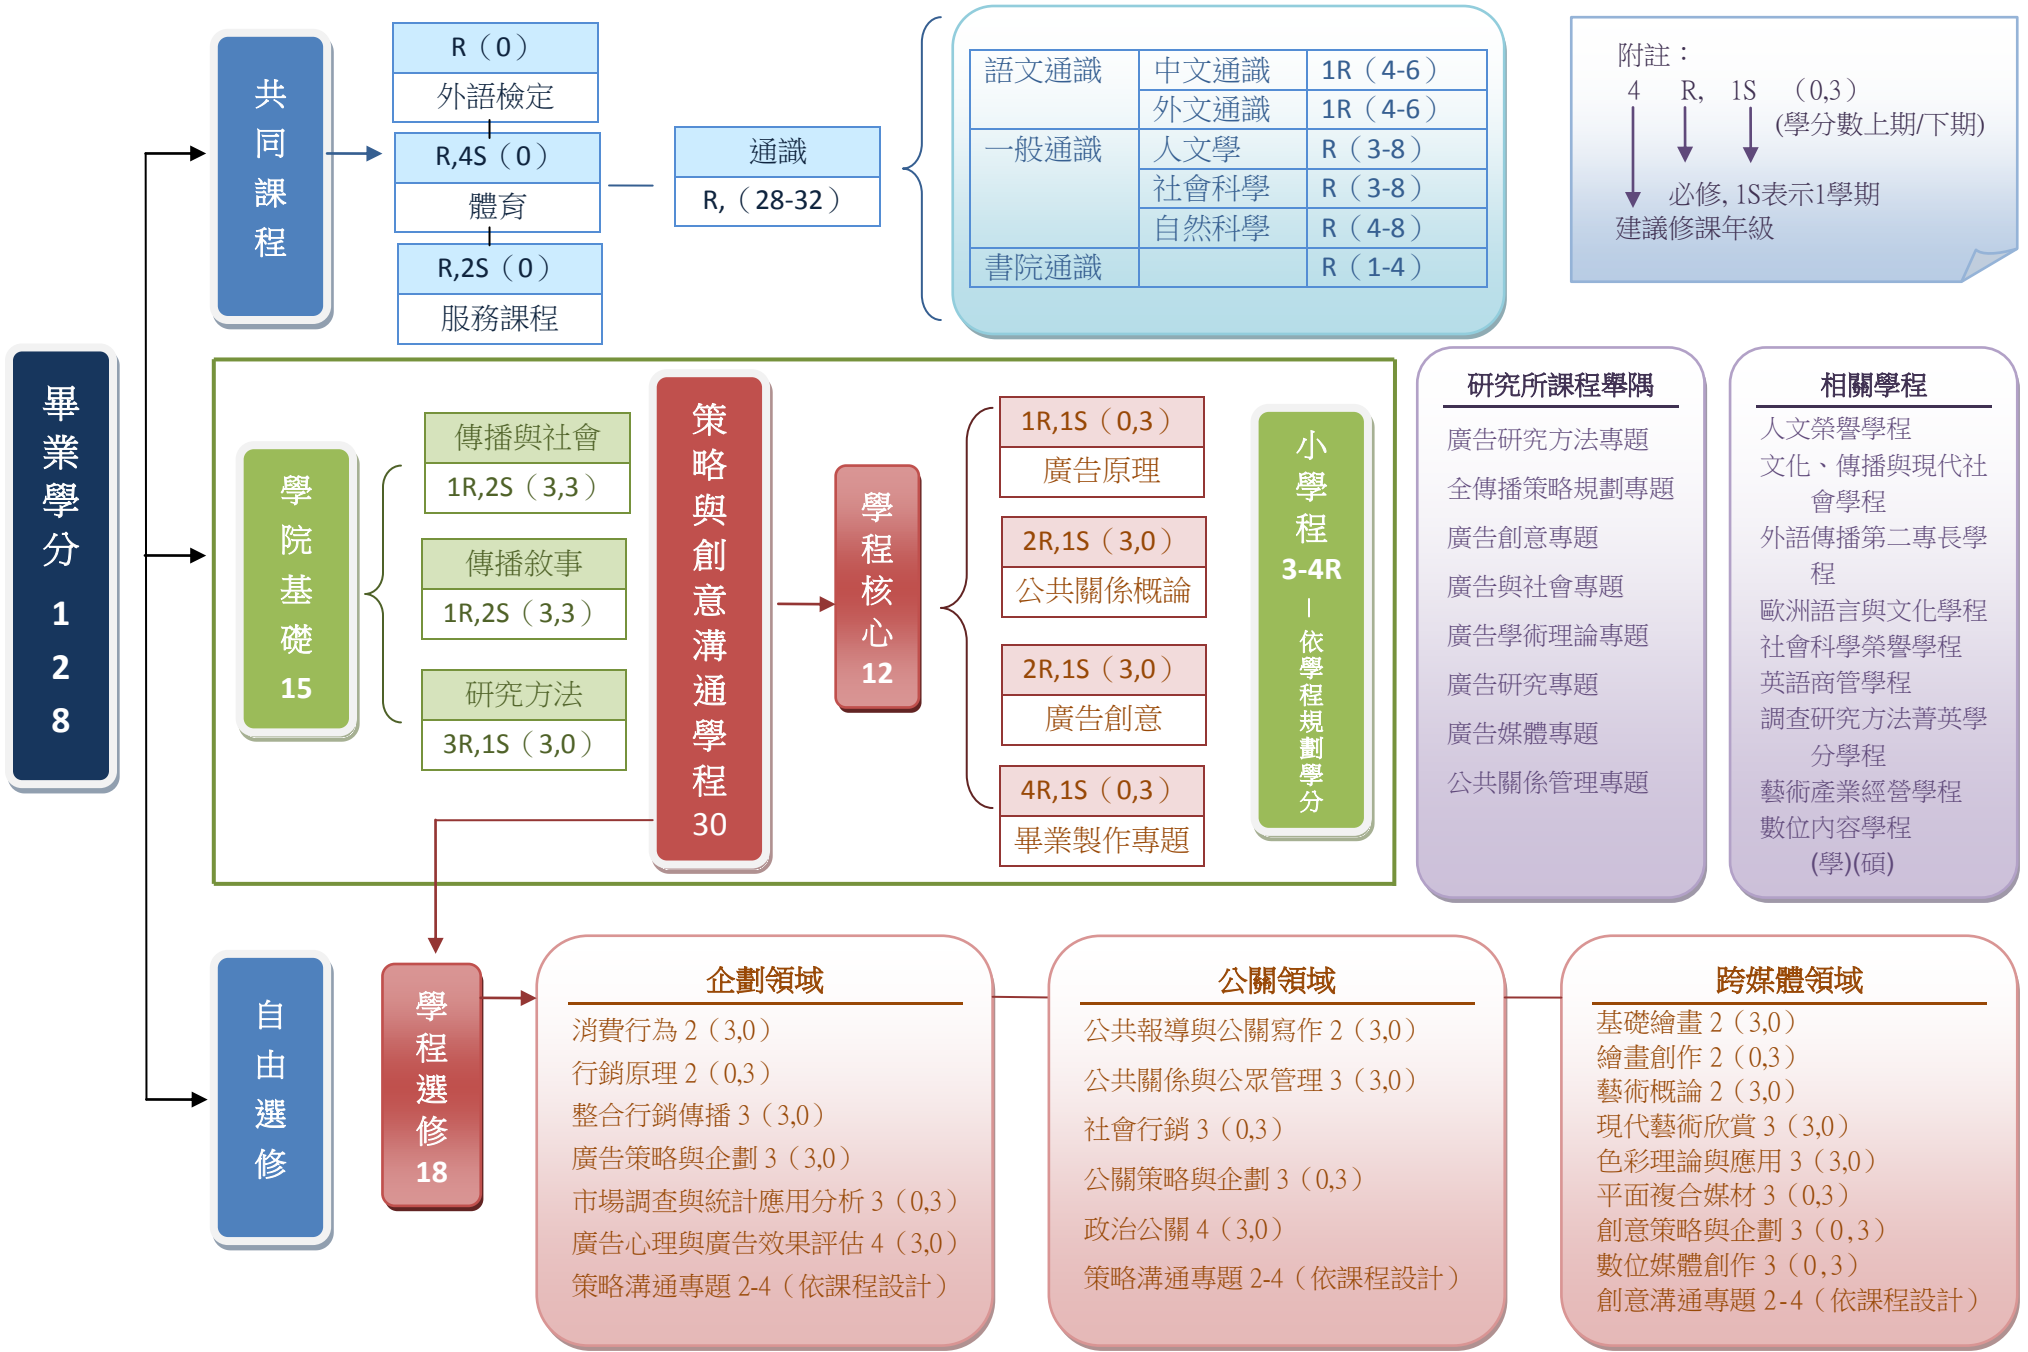 畢業學分
128
共同課程
R（0）
外語檢定
R,4S（0）
體育
R,2S（0）
服務課程
通識
R,（28-32）
語文通識 中文通識 1R（4-6）
外文通識 1R（4-6）
一般通識 人文學 R（3-8）
社會科學 R（3-8）
自然科學 R（4-8）
書院通識 R（1-4）
附註：
4 R, 1S （0,3）
(學分數上期/下期)
必修, 1S表示1學期
建議修課年級
學院基礎
15
傳播與社會
1R,2S（3,3）
傳播敘事
1R,2S（3,3）
研究方法
3R,1S（3,0）
策略與創意溝通學程
30
學程核心
12
1R,1S（0,3）
廣告原理
2R,1S（3,0）
公共關係概論
2R,1S（3,0）
廣告創意
4R,1S（0,3）
畢業製作專題
小學程
3-4R
—依學程規劃學分
研究所課程舉隅
廣告研究方法專題
全傳播策略規劃專題
廣告創意專題
廣告與社會專題
廣告學術理論專題
廣告研究專題
廣告媒體專題
公共關係管理專題
相關學程
人文榮譽學程
文化、傳播與現代社
會學程
外語傳播第二專長學
程
歐洲語言與文化學程
社會科學榮譽學程
英語商管學程
調查研究方法菁英學
分學程
藝術產業經營學程
數位內容學程
(學)(碩)
自由選修
學程選修
18
企劃領域
消費行為 2（3,0）
行銷原理 2（0,3）
整合行銷傳播 3（3,0）
廣告策略與企劃 3（3,0）
市場調查與統計應用分析 3（0,3）
廣告心理與廣告效果評估 4（3,0）
策略溝通專題 2-4（依課程設計）
公關領域
公共報導與公關寫作 2（3,0）
公共關係與公眾管理 3（3,0）
社會行銷 3（0,3）
公關策略與企劃 3（0,3）
政治公關 4（3,0）
策略溝通專題 2-4（依課程設計）
跨媒體領域
基礎繪畫 2（3,0）
繪畫創作 2（0,3）
藝術概論 2（3,0）
現代藝術欣賞 3（3,0）
色彩理論與應用 3（3,0）
平面複合媒材 3（0,3）
創意策略與企劃 3（0,3）
數位媒體創作 3（0,3）
創意溝通專題 2-4（依課程設計）